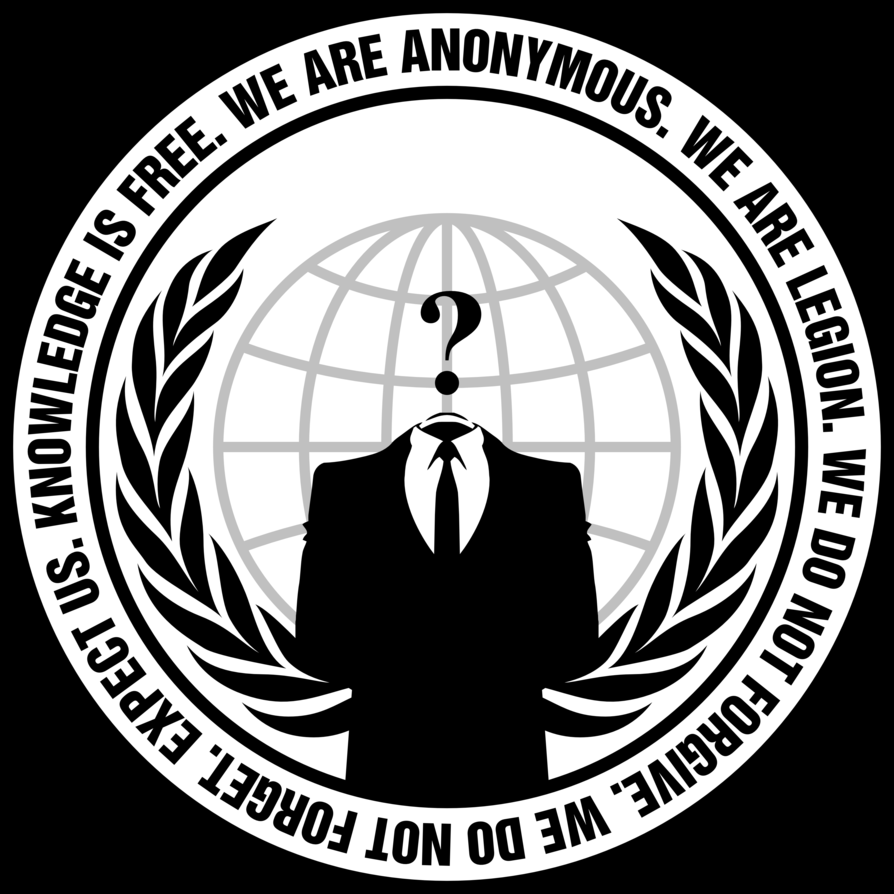 KNOWLEDGE IS FREE. WE ARE ANONYMOUS. WE ARE LEGION. WE DO NOT FORGIVE. WE DO NOT FORGET. EXPECT US.
?